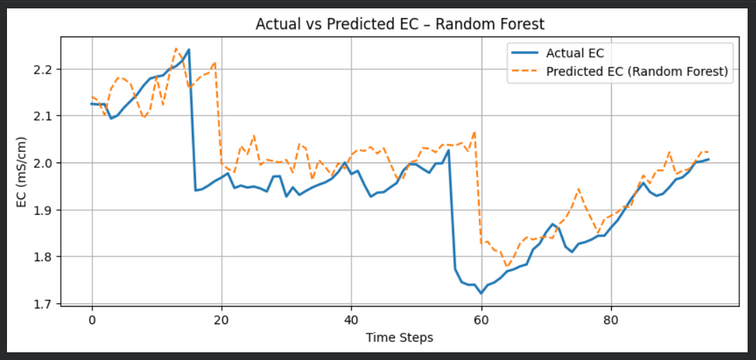 Actual vs Predicted EC – Random Forest
Actual EC
Predicted EC (Random Forest)
EC (mS/cm)
2.2
2.1
2.0
1.9
1.8
1.7
0 20 40 60 80
Time Steps